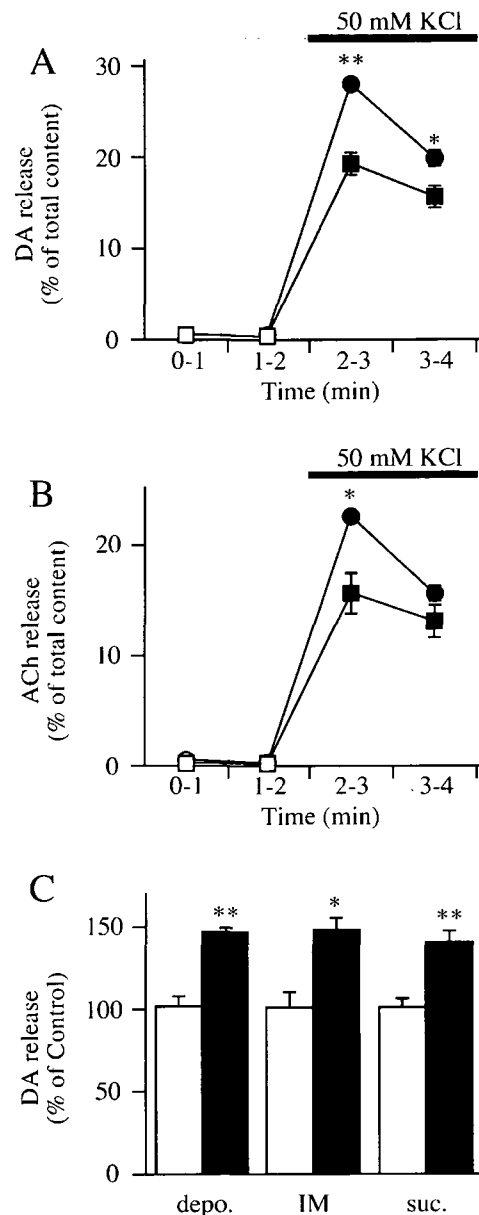 50 mM KCl
A
**
*
30
20
10
0
DA release
(% of total content)
0-1 1-2 2-3 3-4
Time (min)
50 mM KCl
B
*
20
10
0
ACh release
(% of total content)
0-1 1-2 2-3 3-4
Time (min)
C
** * **
150
100
50
0
DA release
(% of Control)
depo. IM suc.